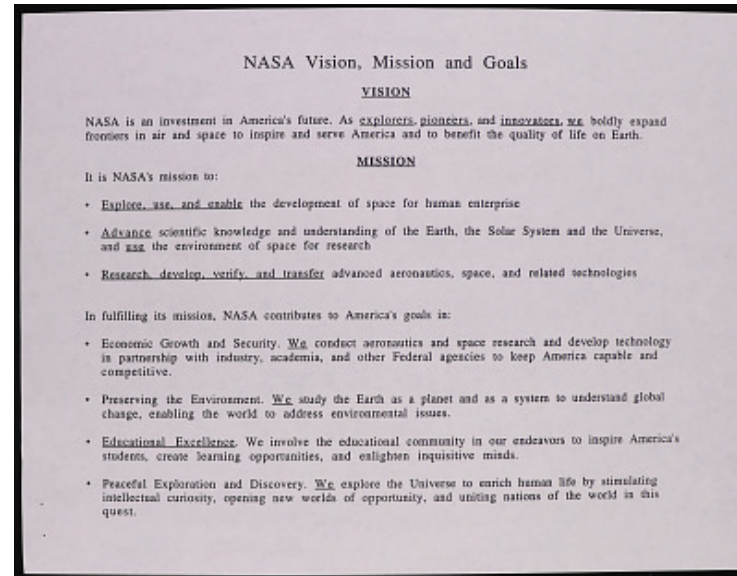 NASA Vision, Mission and Goals
VISION
NASA is an investment in America's future. As explorers, pioneers, and innovators, we boldly expand
frontiers in air and space to inspire and serve America and to benefit the quality of life on Earth.
MISSION
It is NASA's mission to:
• Explore, use, and enable the development of space for human enterprise
• Advance scientific knowledge and understanding of the Earth, the Solar System and the Universe,
and use the environment of space for research
• Research, develop, verify, and transfer advanced aeronautics, space, and related technologies
In fulfilling its mission, NASA contributes to America's goals in:
• Economic Growth and Security. We conduct aeronautics and space research and develop technology
in partnership with industry, academia, and other Federal agencies to keep America capable and
competitive.
• Preserving the Environment. We study the Earth as a planet and as a system to understand global
change, enabling the world to address environmental issues.
• Educational Excellence. We involve the educational community in our endeavors to inspire America's
students, create learning opportunities, and enlighten inquisitive minds.
• Peaceful Exploration and Discovery. We explore the Universe to enrich human life by stimulating
intellectual curiosity, opening new worlds of opportunity, and uniting nations of the world in this
quest.